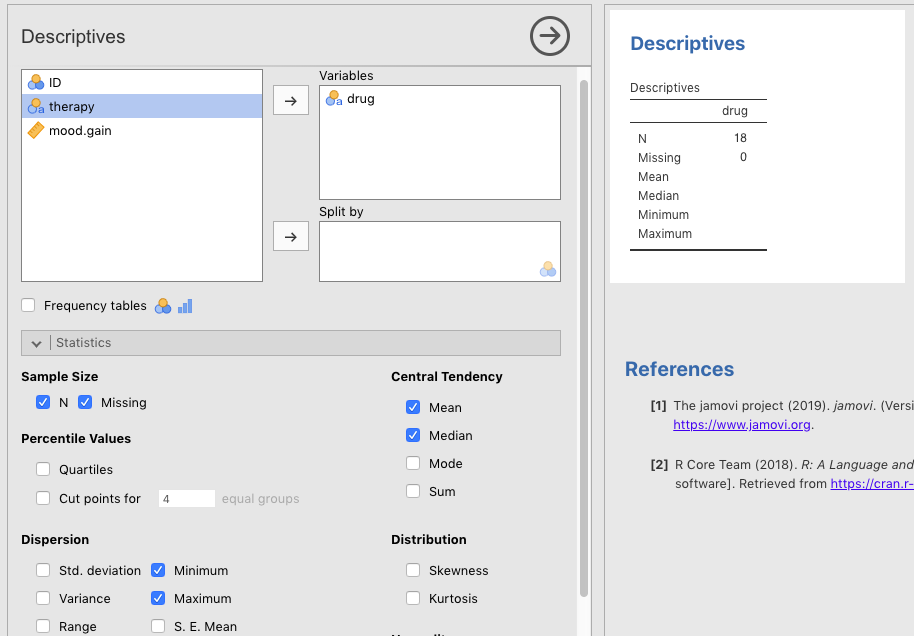 Descriptives
ID
therapy
mood.gain
Variables
drug
Split by
Frequency tables
Statistics
Sample Size
N Missing
Percentile Values
Quartiles
Cut points for 4 equal groups
Dispersion
Std. deviation Minimum
Variance Maximum
Range S. E. Mean
Central Tendency
Mean
Median
Mode
Sum
Distribution
Skewness
Kurtosis
Descriptives
Descriptives
drug
N 18
Missing 0
Mean
Median
Minimum
Maximum
References
[1] The jamovi project (2019). jamovi. (Versi
https://www.jamovi.org.
[2] R Core Team (2018). R: A Language and
software]. Retrieved from https://cran.r-